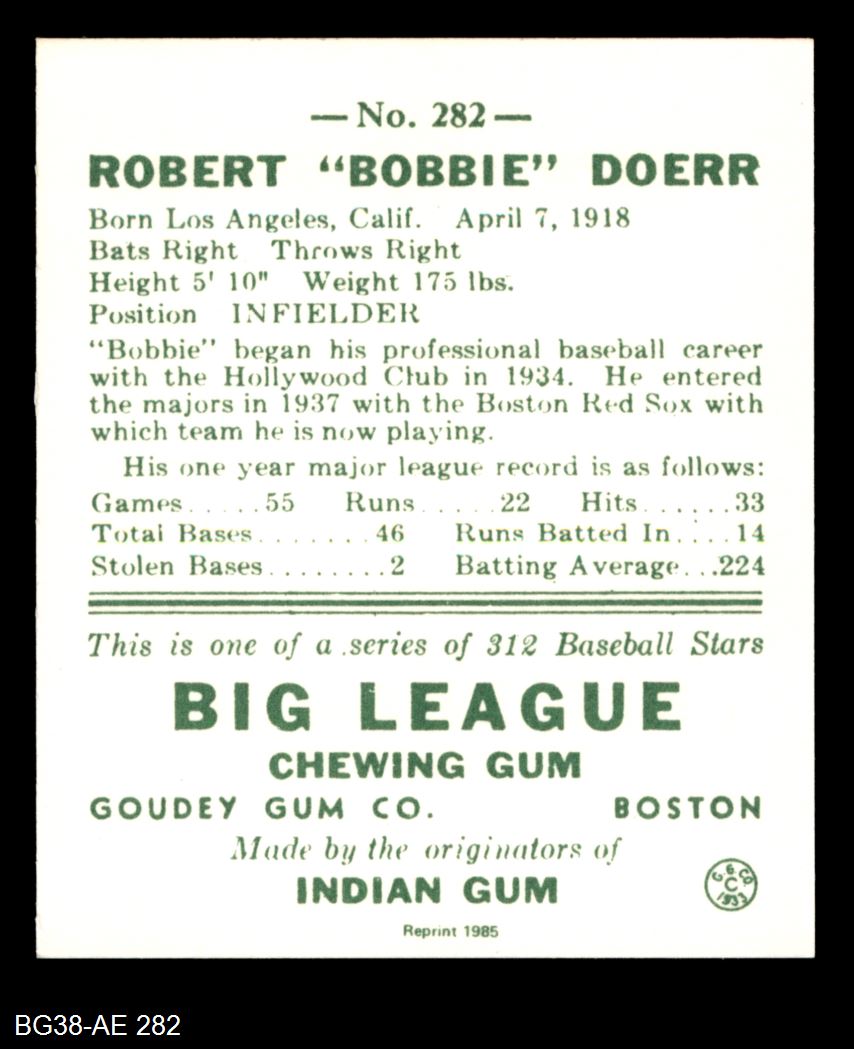 — No. 282 —
ROBERT “BOBBIE” DOERR
Born Los Angeles, Calif. April 7, 1918
Bats Right Throws Right
Height 5' 10" Weight 175 lbs.
Position INFIELDER
“Bobbie” began his professional baseball career
with the Hollywood Club in 1934. He entered
the majors in 1937 with the Boston Red Sox with
which team he is now playing.
His one year major league record is as follows:
Games.....55 Runs.....22 Hits......33
Total Bases.......46 Runs Batted In....14
Stolen Bases........2 Batting Average...224
This is one of a series of 312 Baseball Stars
BIG LEAGUE
CHEWING GUM
GOUDEY GUM CO. BOSTON
Made by the originators of
INDIAN GUM
G. G. CO.
C
1933
Reprint 1985
BG38-AE 282